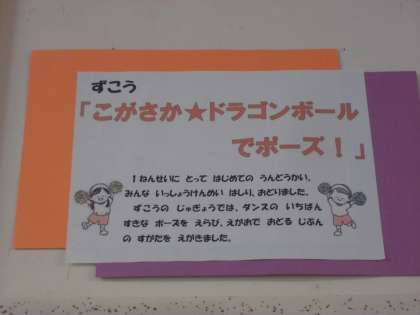 ずこう
「こがさか★ドラゴンボール
でポーズ！」
１ねんせいに とって はじめての うんどうかい。
みんな いっしょうけんめい はしり、おどりました。
ずこうの じゅぎょうでは、ダンスの いちばん
すきな ポーズを えらび、えがおで おどる じぶん
の すがたを えがきました。